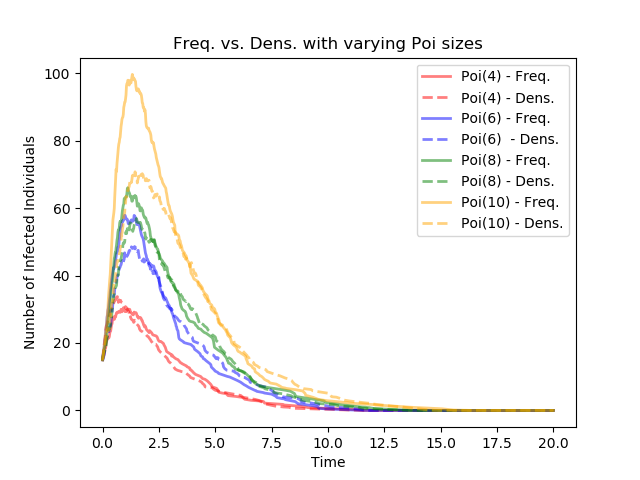 Freq. vs. Dens. with varying Poi sizes
Number of Infected Individuals
100
80
60
40
20
0
Poi(4) - Freq.
Poi(4) - Dens.
Poi(6) - Freq.
Poi(6)  - Dens.
Poi(8) - Freq.
Poi(8) - Dens.
Poi(10) - Freq.
Poi(10) - Dens.
0.0 2.5 5.0 7.5 10.0 12.5 15.0 17.5 20.0
Time